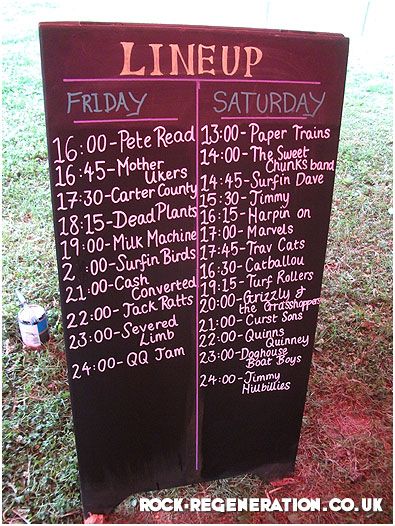 LINEUP
FRIDAY
16:00-Pete Read
16:45-Mother
Ukers
17:30-Carter County
18:15-Dead Plants
19:00-Milk Machine
2 :00-Surfin Birds
21:00-Cash
Converted
22:00-Jack Ratts
23:00-Severed
Limb
24:00-QQ Jam
SATURDAY
13:00-Paper Trains
14:00-The Sweet
Chunks band
14:45-Surfin Dave
15:30-Jimmy
16:15-Harpin on
17:00-Marvels
17:45-Trav Cats
16:30-Catballou
19:15-Turf Rollers
20:00-Grizzly &
the Grasshoppers
21:00-Curst Sons
22:00-Quinns
Quinney
23:00-Doghouse
Boat Boys
24:00-Jimmy
Hillbillies
ROCK-REGENERATION.CO.UK